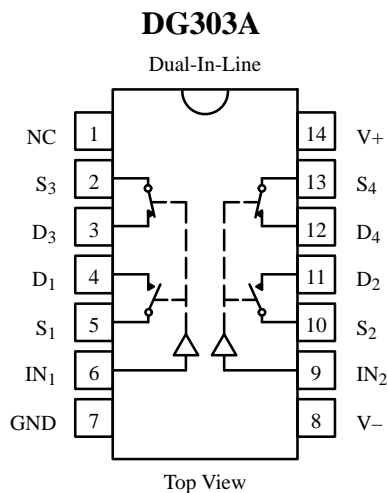 DG303A
Dual-In-Line
NC 1 14 V+
S3 2 13 S4
D3 3 12 D4
D1 4 11 D2
S1 5 10 S2
IN1 6 9 IN2
GND 7 8 V–
Top View